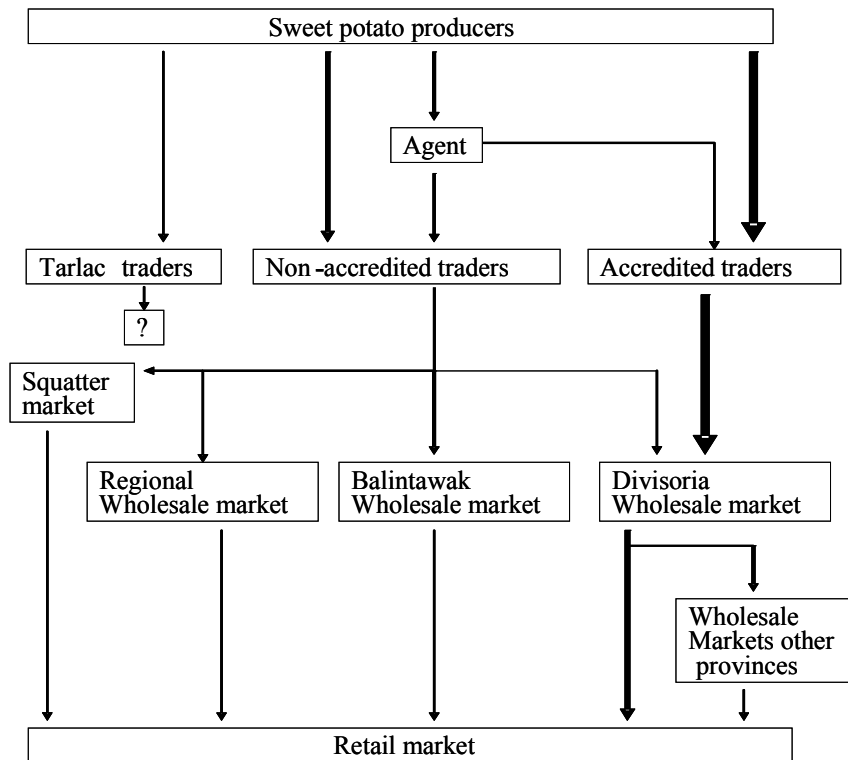 Sweet potato producers
Agent
Tarlac traders
Non-accredited traders
Accredited traders
?
Squatter
market
Regional
Wholesale market
Balintawak
Wholesale market
Divisoria
Wholesale market
Wholesale
Markets other
provinces
Retail market